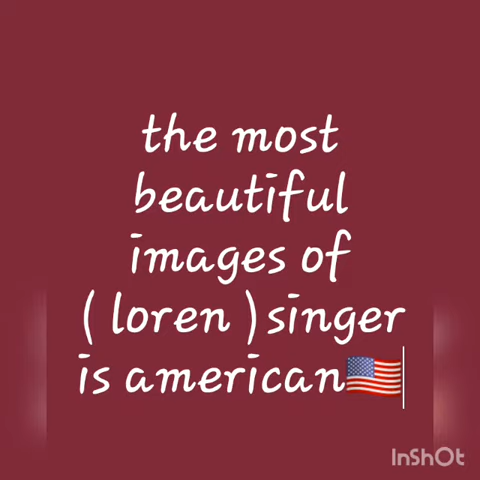 the most
beautiful
images of
( loren ) singer
is american🇺🇸
InShOt